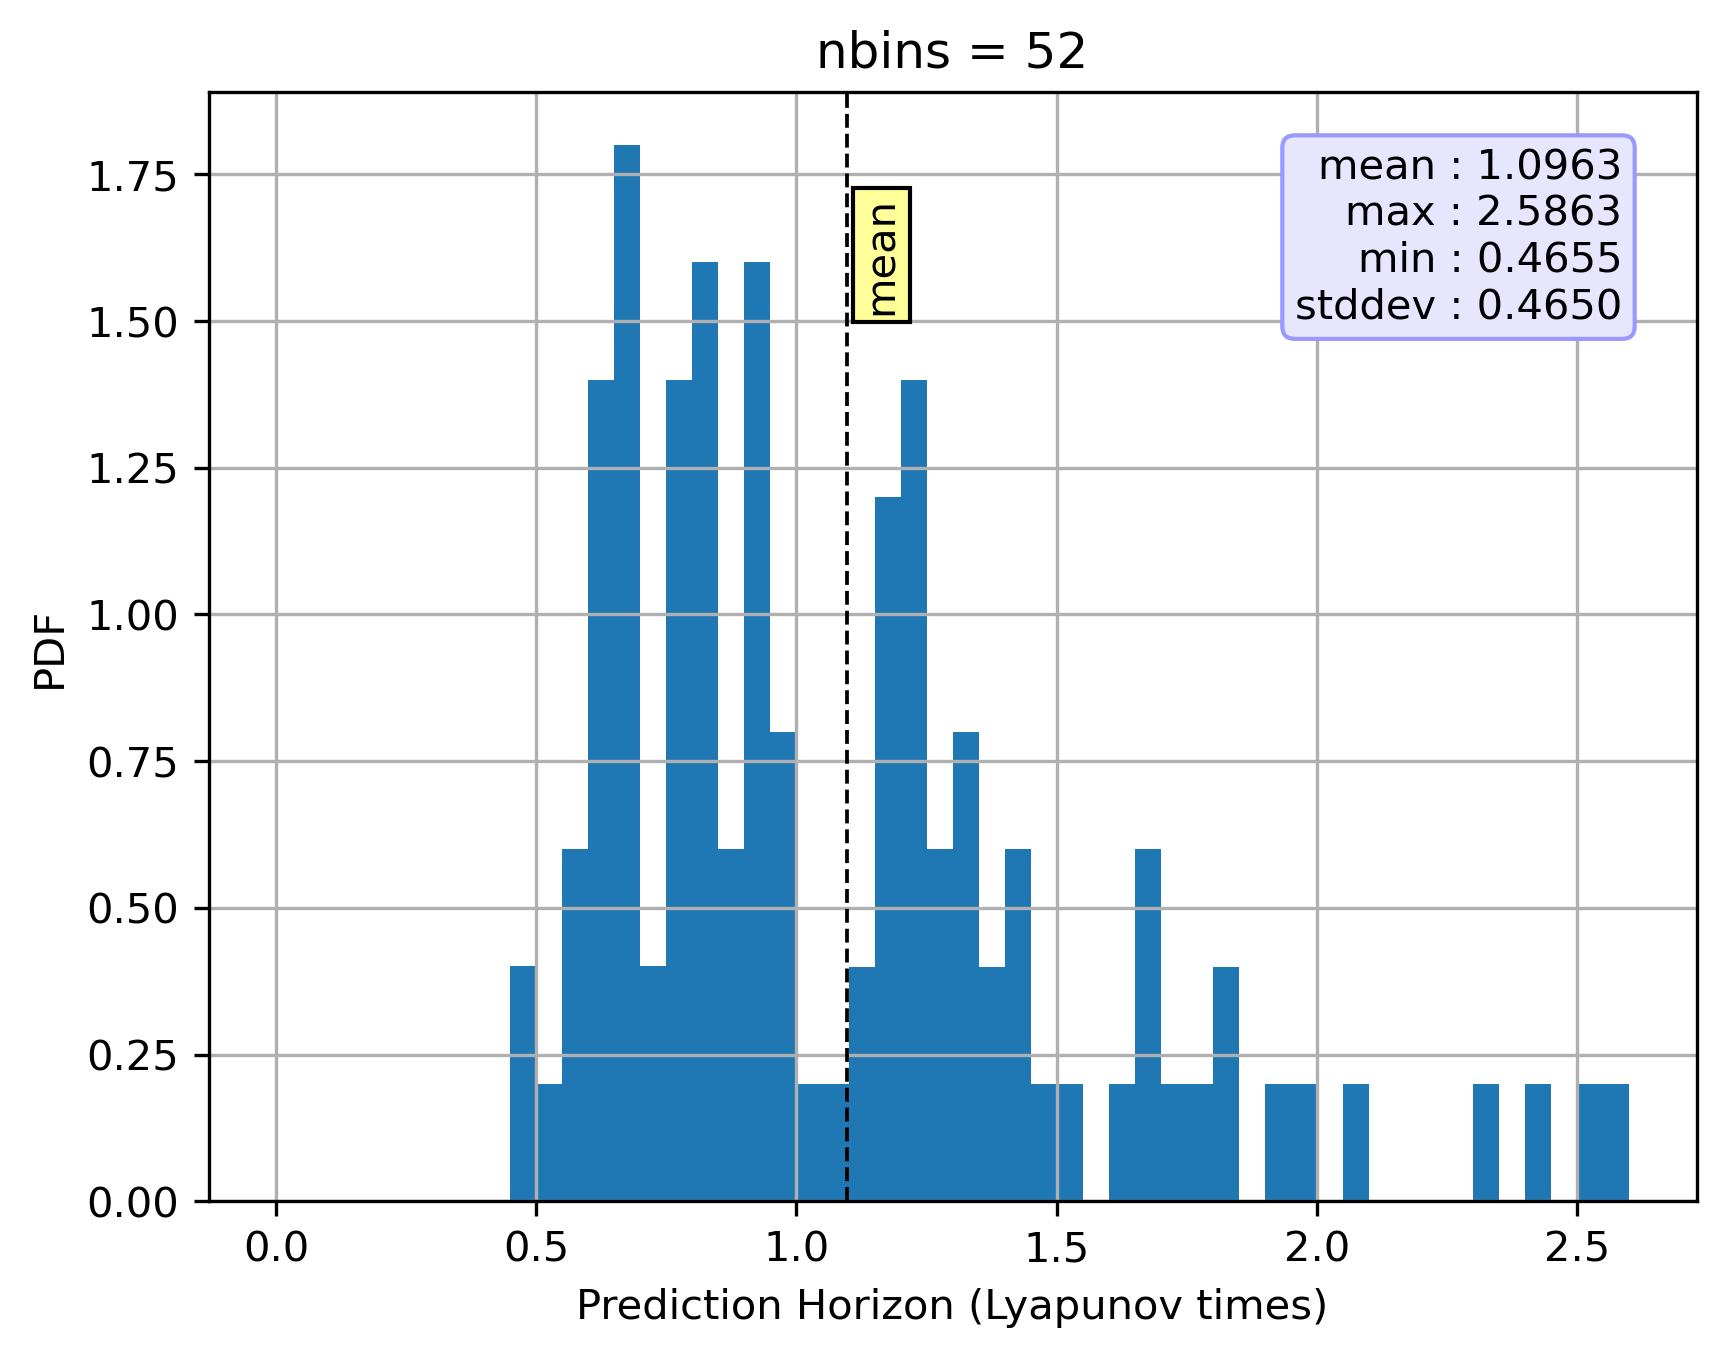 nbins = 52
mean : 1.0963
max : 2.5863
min : 0.4655
stddev : 0.4650
mean
PDF
1.75
1.50
1.25
1.00
0.75
0.50
0.25
0.00
0.0 0.5 1.0 1.5 2.0 2.5
Prediction Horizon (Lyapunov times)